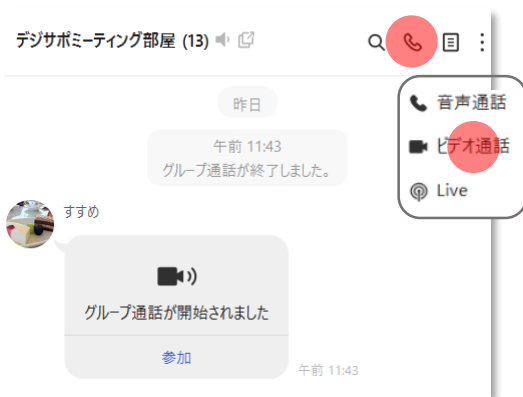 デジサポミーティング部屋 (13)
昨日
午前 11:43
グループ通話が終了しました。
音声通話
ビデオ通話
Live
すすめ
グループ通話が開始されました
参加
午前 11:43